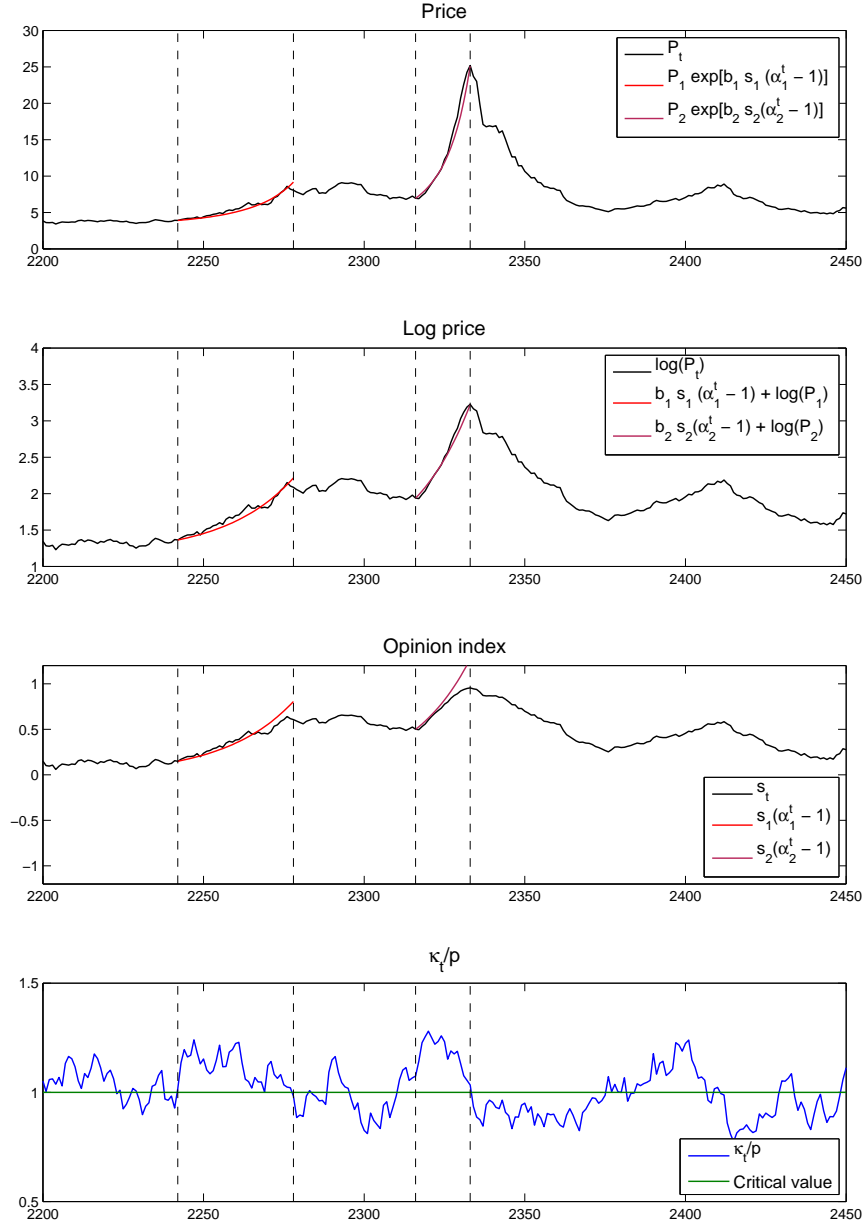 Price
30
25
20
15
10
5
0
P_t
P_1 exp[b_1 s_1 (α_1^t − 1)]
P_2 exp[b_2 s_2(α_2^t − 1)]
2200 2250 2300 2350 2400 2450
Log price
4
3.5
3
2.5
2
1.5
1
log(P_t)
b_1 s_1 (α_1^t − 1) + log(P_1)
b_2 s_2(α_2^t − 1) + log(P_2)
2200 2250 2300 2350 2400 2450
Opinion index
1
0.5
0
−0.5
−1
s_t
s_1(α_1^t − 1)
s_2(α_2^t − 1)
2200 2250 2300 2350 2400 2450
κ_t/p
1.5
1
0.5
κ_t/p
Critical value
2200 2250 2300 2350 2400 2450